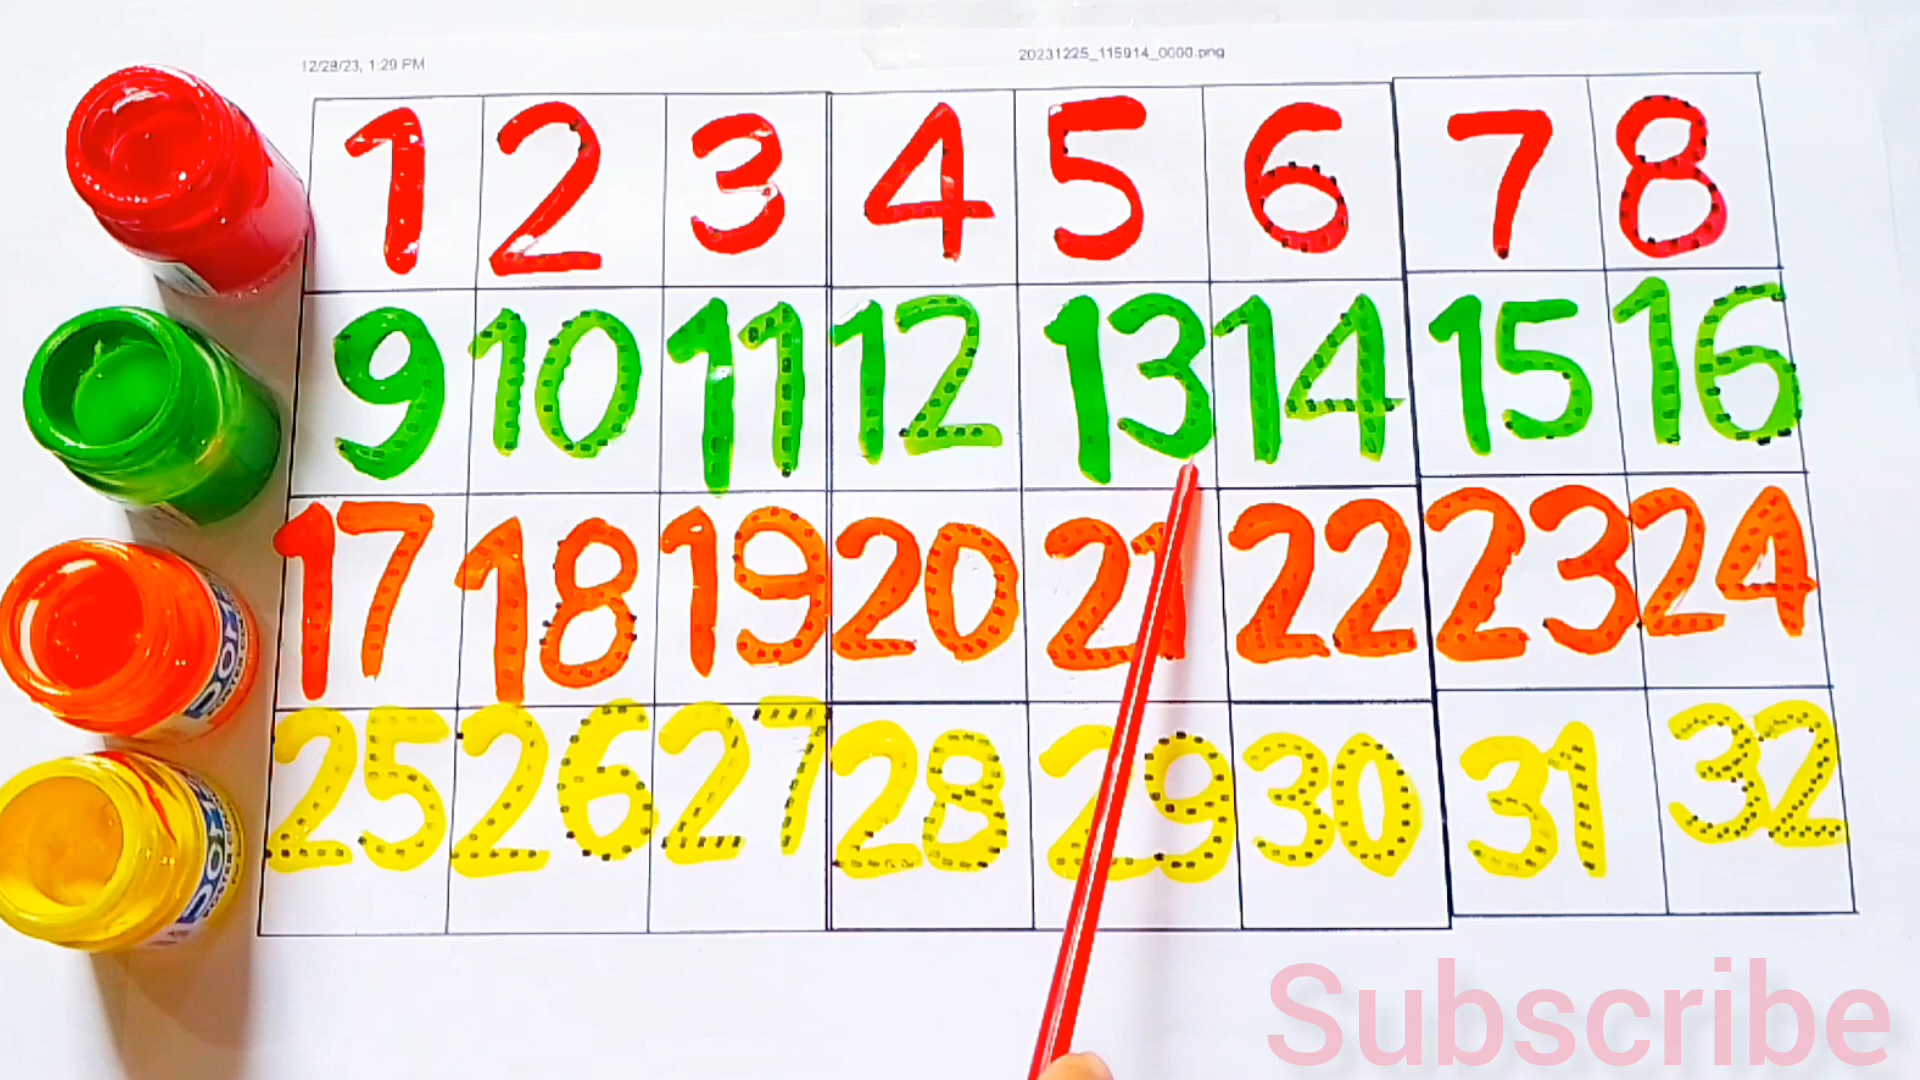 12/28/23, 1:29 PM
20231225_115914_0000.png
1 2 3 4 5 6 7 8
9 10 11 12 13 14 15 16
17 18 19 20 21 22 23 24
25 26 27 28 29 30 31 32
Subscribe